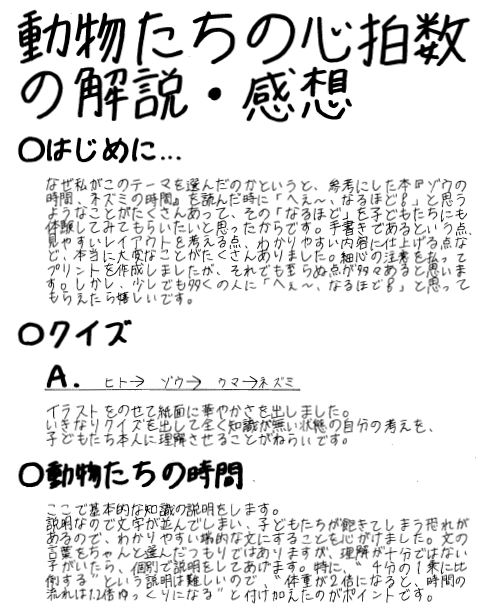 動物たちの心拍数
の解説・感想
〇はじめに…
なぜ私がこのテーマを選んだのかというと、参考にした本『ゾウの
時間、ネズミの時間』を読んだ時に「へぇ〜、なるほど!」と思う
ようなことがたくさんあって、その「なるほど」を子どもたちにも
体験してみてもらいたいと思ったからです。手書きであるという点、
見やすいレイアウトを考える点、わかりやすい内容に仕上げる点な
ど、本当に大変なことがたくさんありました。細心の注意を払って
プリントを作成しましたが、それでも至らぬ点が多々あると思いま
す。しかし、少しでも多くの人に「へぇ〜、なるほど!」と思って
もらえたら嬉しいです。
〇クイズ
A. ヒト→ ゾウ→ クマ→ネズミ
イラストをのせて紙面に華やかさを出しました。
いきなりクイズを出して全く知識が無い状態の自分の考えを、
子どもたち本人に理解させることがねらいです。
〇動物たちの時間
ここで基本的な知識の説明をします。
説明なので文字が並んでしまい、子どもたちが飽きてしまう恐れが
あるので、わかりやすい端的な文にすることを心がけました。文の
言葉をちゃんと選んだつもりではありますが、理解が十分ではない
子がいたら、個別で説明をしてあげます。特に、“4分の1乗に比
例する”という説明は難しいので、“体重が2倍になると、時間の
流れは1.2倍ゆっくりになる”と付け加えたのがポイントです。